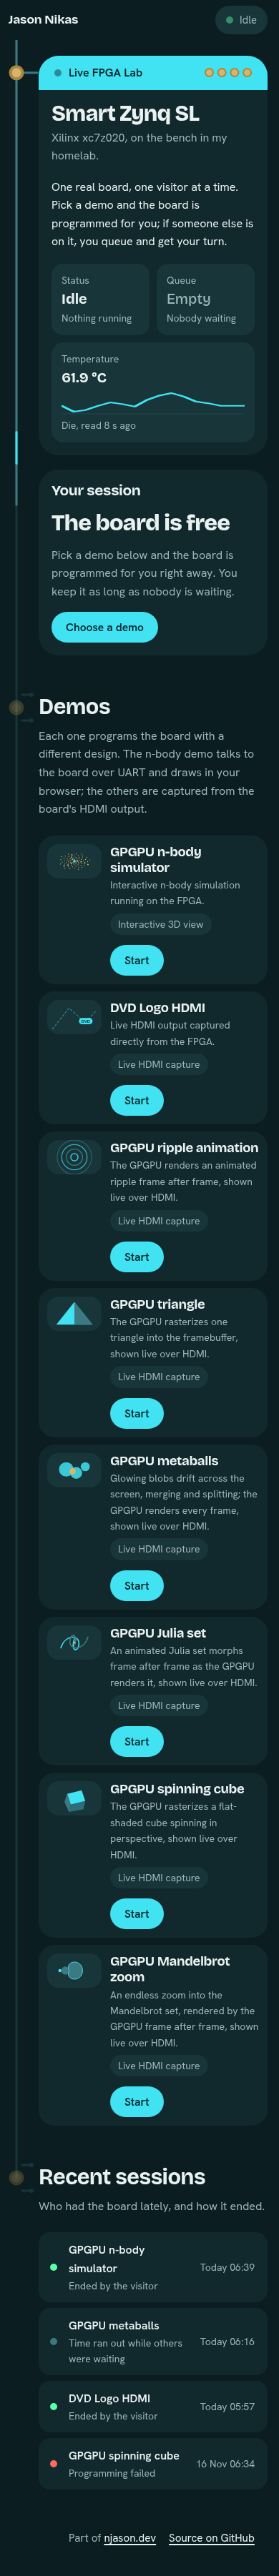 Jason Nikas
Idle
Live FPGA Lab
Smart Zynq SL
Xilinx xc7z020, on the bench in my
homelab.
One real board, one visitor at a time.
Pick a demo and the board is
programmed for you; if someone else is
on it, you queue and get your turn.
Status
Idle
Nothing running
Queue
Empty
Nobody waiting
Temperature
61.9 °C
Die, read 8 s ago
Your session
The board is free
Pick a demo below and the board is
programmed for you right away. You
keep it as long as nobody is waiting.
Choose a demo
Demos
Each one programs the board with a
different design. The n-body demo talks to
the board over UART and draws in your
browser; the others are captured from the
board's HDMI output.
GPGPU n-body
simulator
Interactive n-body simulation
running on the FPGA.
Interactive 3D view
Start
DVD
DVD Logo HDMI
Live HDMI output captured
directly from the FPGA.
Live HDMI capture
Start
GPGPU ripple animation
The GPGPU renders an animated
ripple frame after frame, shown
live over HDMI.
Live HDMI capture
Start
GPGPU triangle
The GPGPU rasterizes one
triangle into the framebuffer,
shown live over HDMI.
Live HDMI capture
Start
GPGPU metaballs
Glowing blobs drift across the
screen, merging and splitting; the
GPGPU renders every frame,
shown live over HDMI.
Live HDMI capture
Start
GPGPU Julia set
An animated Julia set morphs
frame after frame as the GPGPU
renders it, shown live over HDMI.
Live HDMI capture
Start
GPGPU spinning cube
The GPGPU rasterizes a flat-
shaded cube spinning in
perspective, shown live over
HDMI.
Live HDMI capture
Start
GPGPU Mandelbrot
zoom
An endless zoom into the
Mandelbrot set, rendered by the
GPGPU frame after frame, shown
live over HDMI.
Live HDMI capture
Start
Recent sessions
Who had the board lately, and how it ended.
GPGPU n-body
simulator
Ended by the visitor
Today 06:39
GPGPU metaballs
Time ran out while others
were waiting
Today 06:16
DVD Logo HDMI
Ended by the visitor
Today 05:57
GPGPU spinning cube
Programming failed
16 Nov 06:34
Part of njason.dev
Source on GitHub